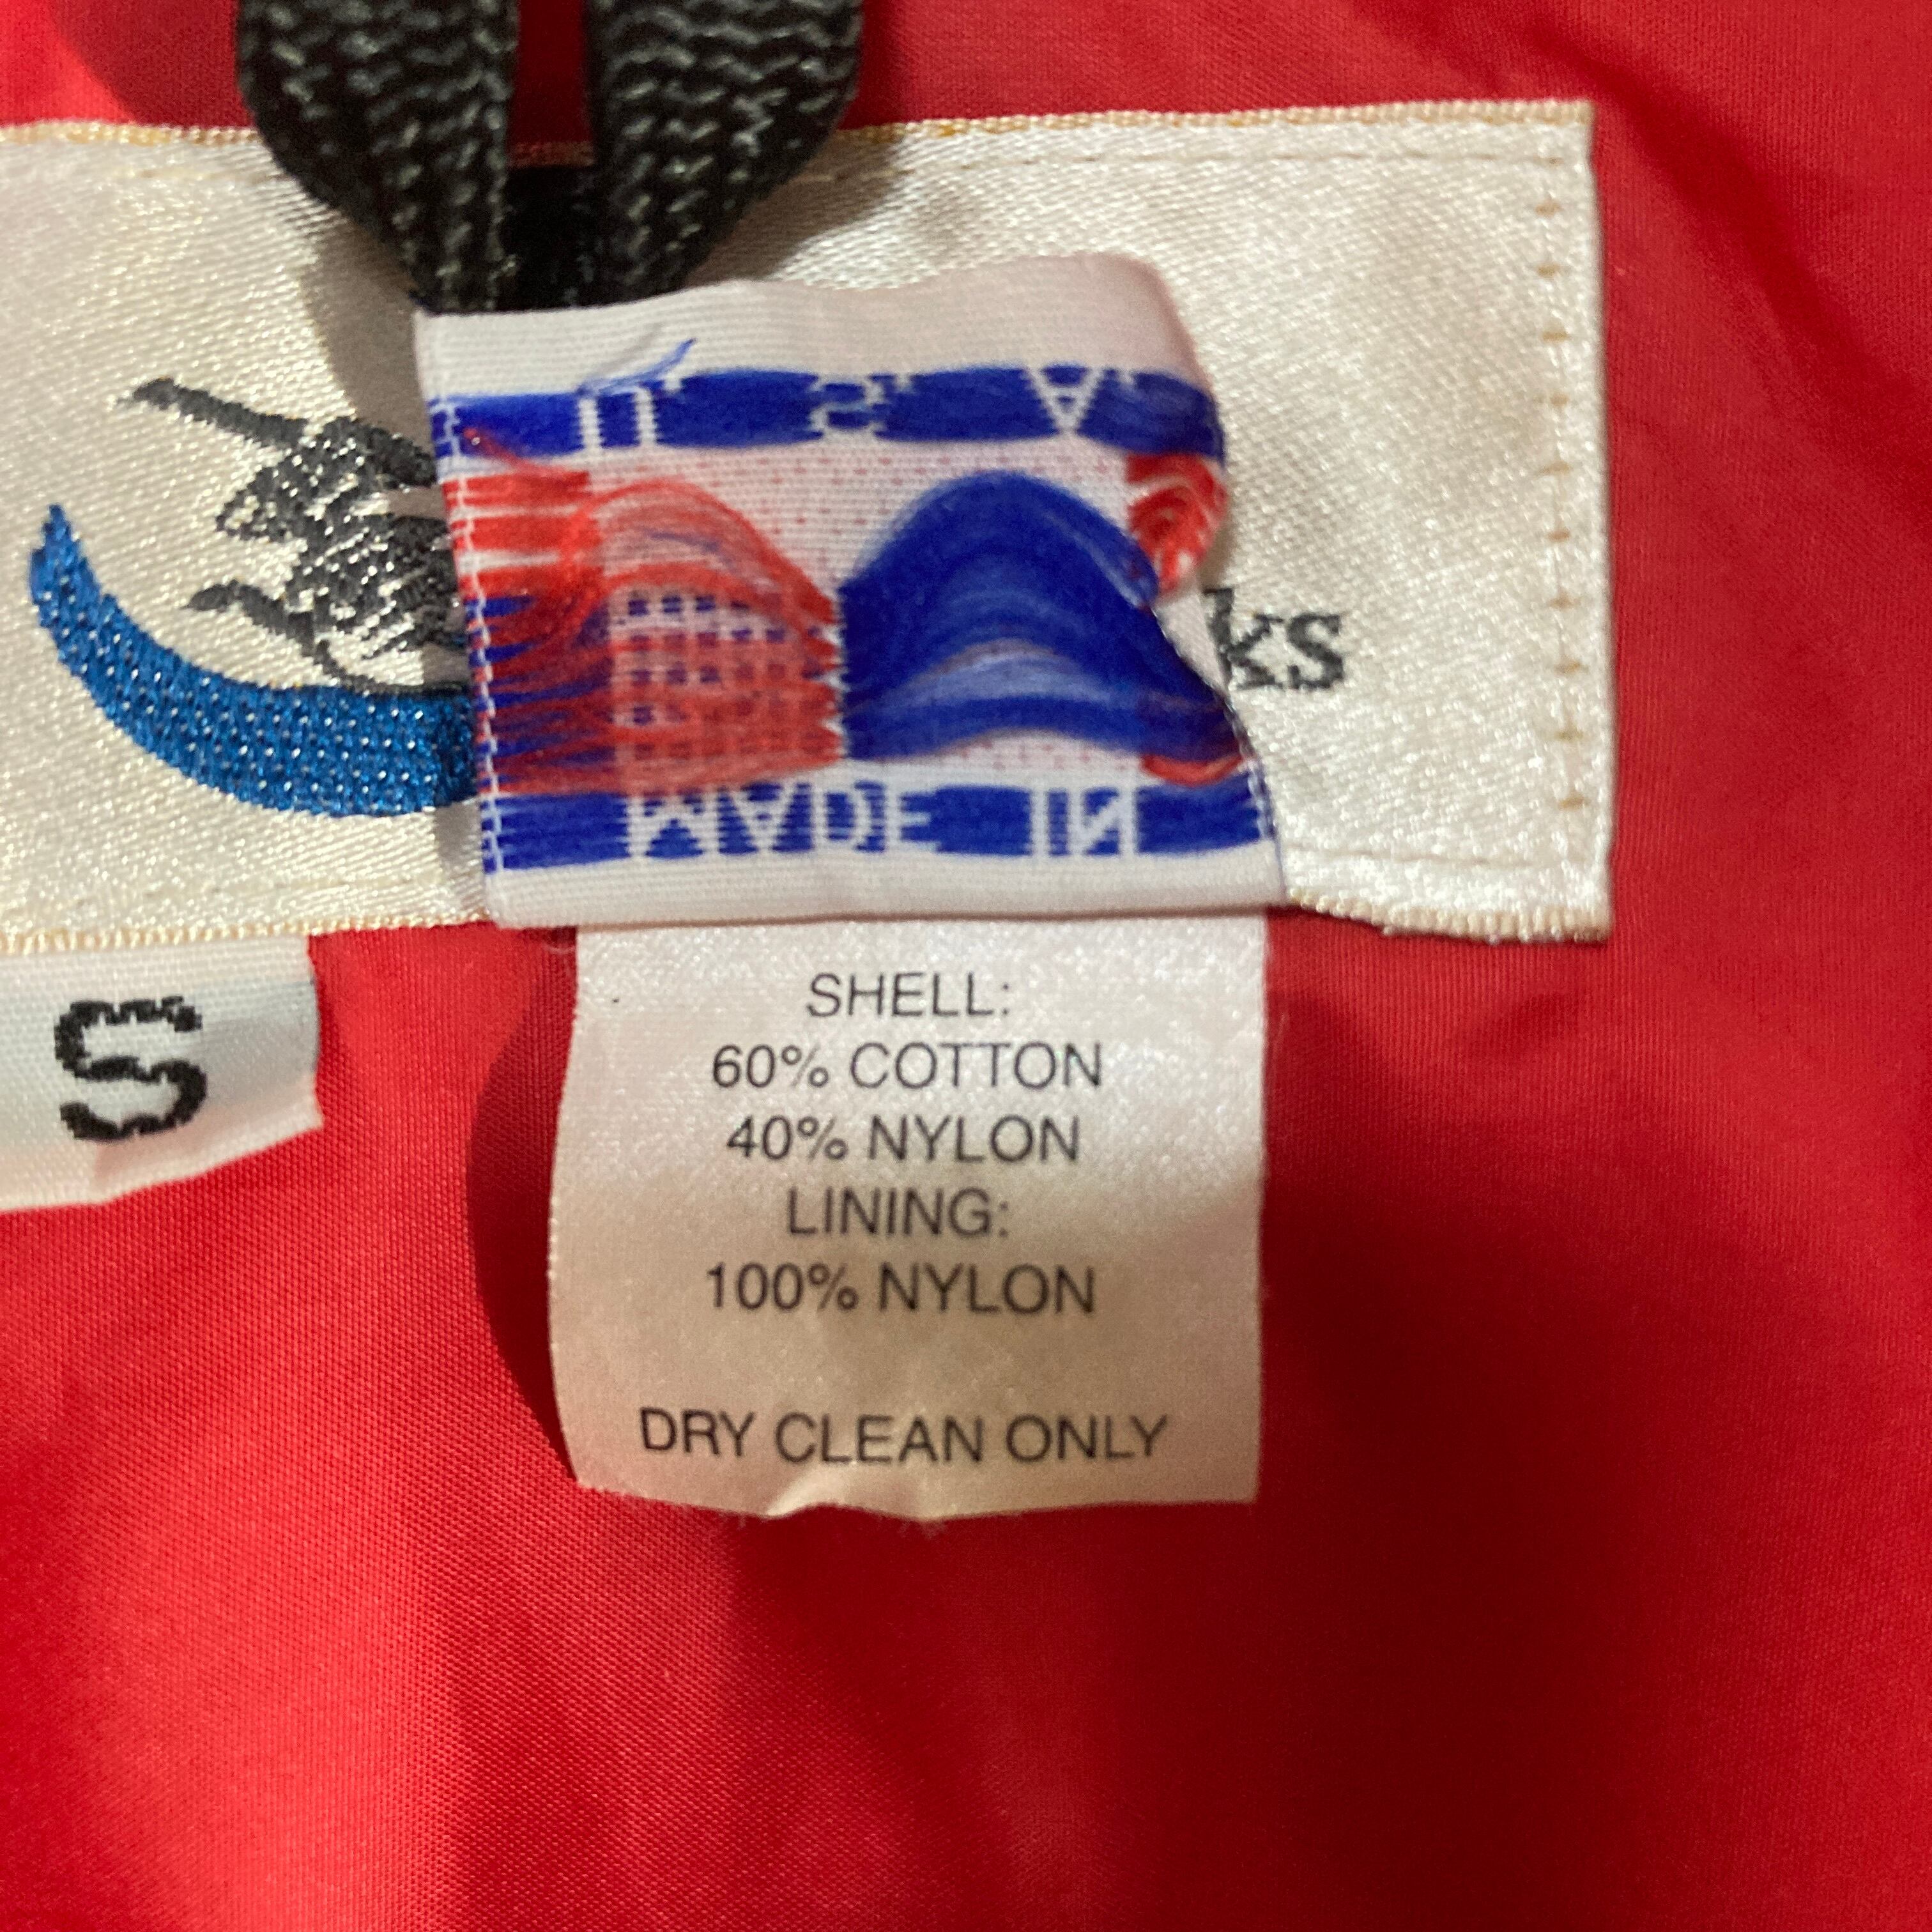 U.S.A
ks
MADE IN
S
SHELL:
60% COTTON
40% NYLON
LINING:
100% NYLON
DRY CLEAN ONLY